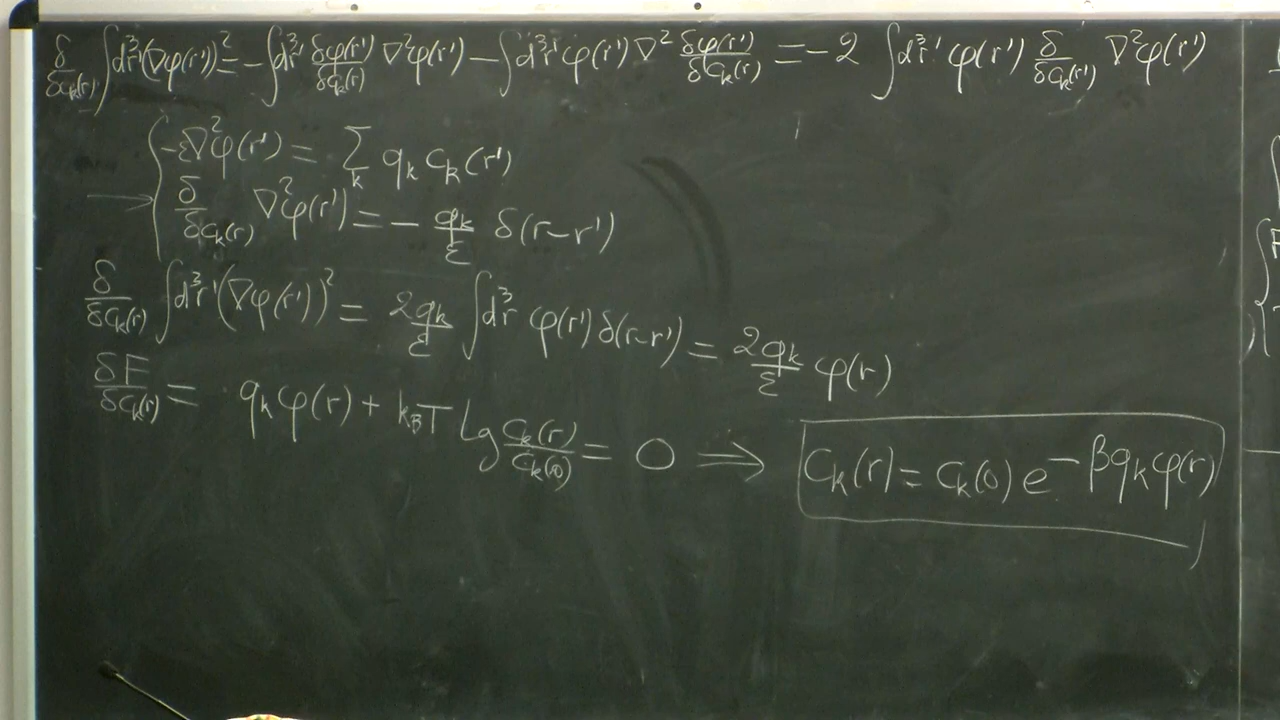 δ/δc_k(r) ∫d³r'(∇φ(r'))² = -∫d³r' δφ(r')/δc_k(r) ∇²φ(r') - ∫d³r' φ(r') ∇² δφ(r')/δc_k(r) = -2 ∫d³r' φ(r') δ/δc_k(r') ∇²φ(r')
-ε∇²φ(r') = Σ_k q_k c_k(r')
→ δ/δc_k(r) ∇²φ(r') = - q_k/ε δ(r-r')
δ/δc_k(r) ∫d³r'(∇φ(r'))² = 2q_k/ε ∫d³r φ(r') δ(r-r') = 2q_k/ε φ(r)
δF/δc_k(r) = q_k φ(r) + k_B T Lg c_k(r)/c_k(0) = 0 ⇒ c_k(r) = c_k(0) e^{-βq_kφ(r)}